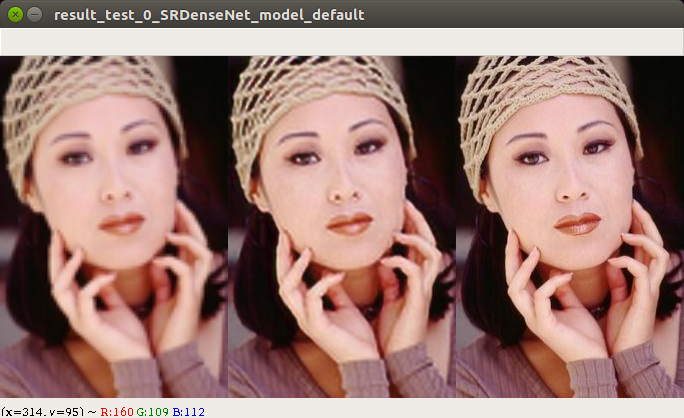 result_test_0_SRDenseNet_model_default
(x=314, y=95) ~ R:160 G:109 B:112